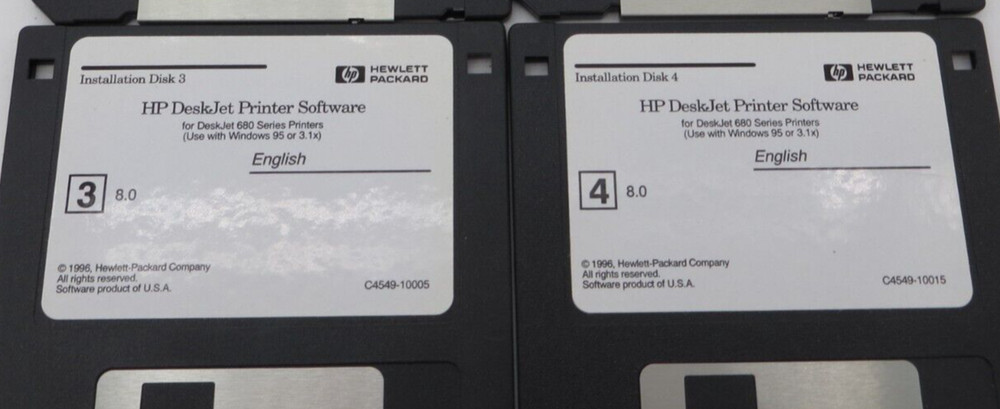 Installation Disk 3
hp HEWLETT
PACKARD
HP DeskJet Printer Software
for DeskJet 680 Series Printers
(Use with Windows 95 or 3.1x)
English
3 8.0
© 1996, Hewlett-Packard Company
All rights reserved.
Software product of U.S.A.
C4549-10005
Installation Disk 4
hp HEWLETT
PACKARD
HP DeskJet Printer Software
for DeskJet 680 Series Printers
(Use with Windows 95 or 3.1x)
English
4 8.0
© 1996, Hewlett-Packard Company
All rights reserved.
Software product of U.S.A.
C4549-10015